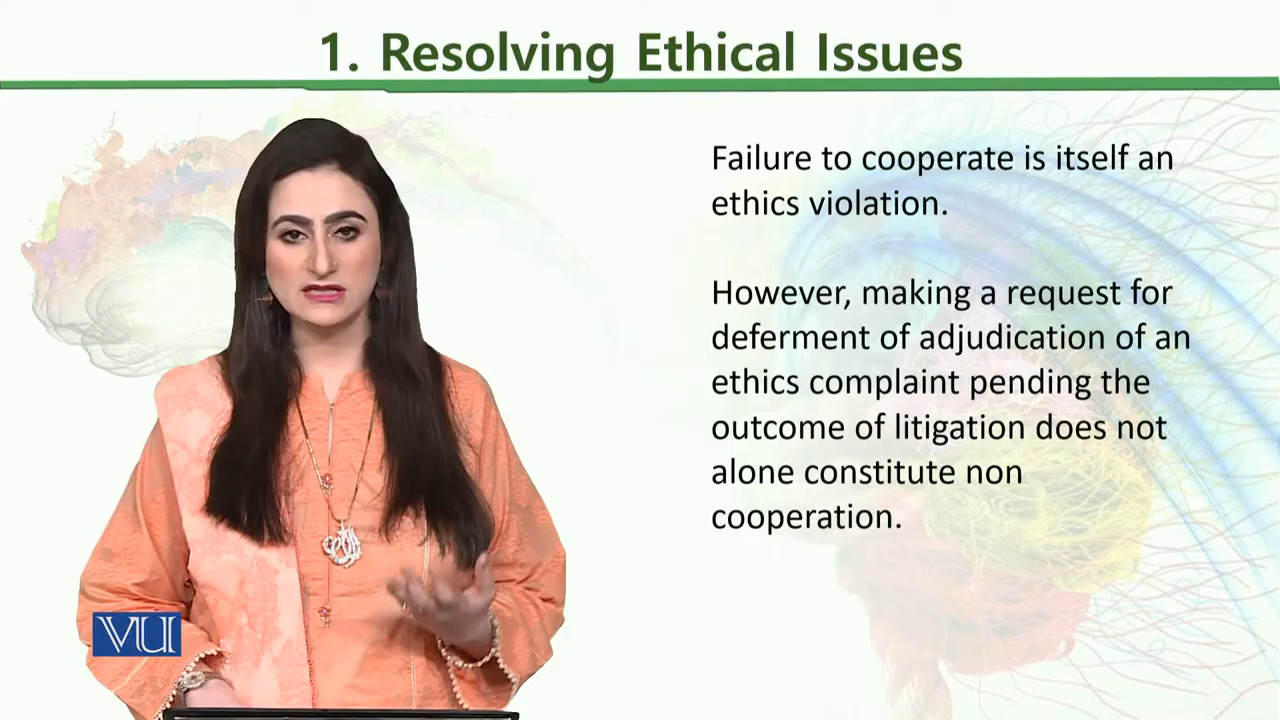 1. Resolving Ethical Issues
Failure to cooperate is itself an
ethics violation.
However, making a request for
deferment of adjudication of an
ethics complaint pending the
outcome of litigation does not
alone constitute non
cooperation.
VU